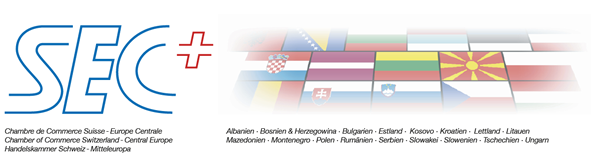 SEC
Chambre de Commerce Suisse - Europe Centrale
Chamber of Commerce Switzerland - Central Europe
Handelskammer Schweiz - Mitteleuropa
Albanien · Bosnien & Herzegowina · Bulgarien · Estland · Kosovo · Kroatien · Lettland · Litauen
Mazedonien · Montenegro · Polen · Rumänien · Serbien · Slowakei · Slowenien · Tschechien · Ungarn